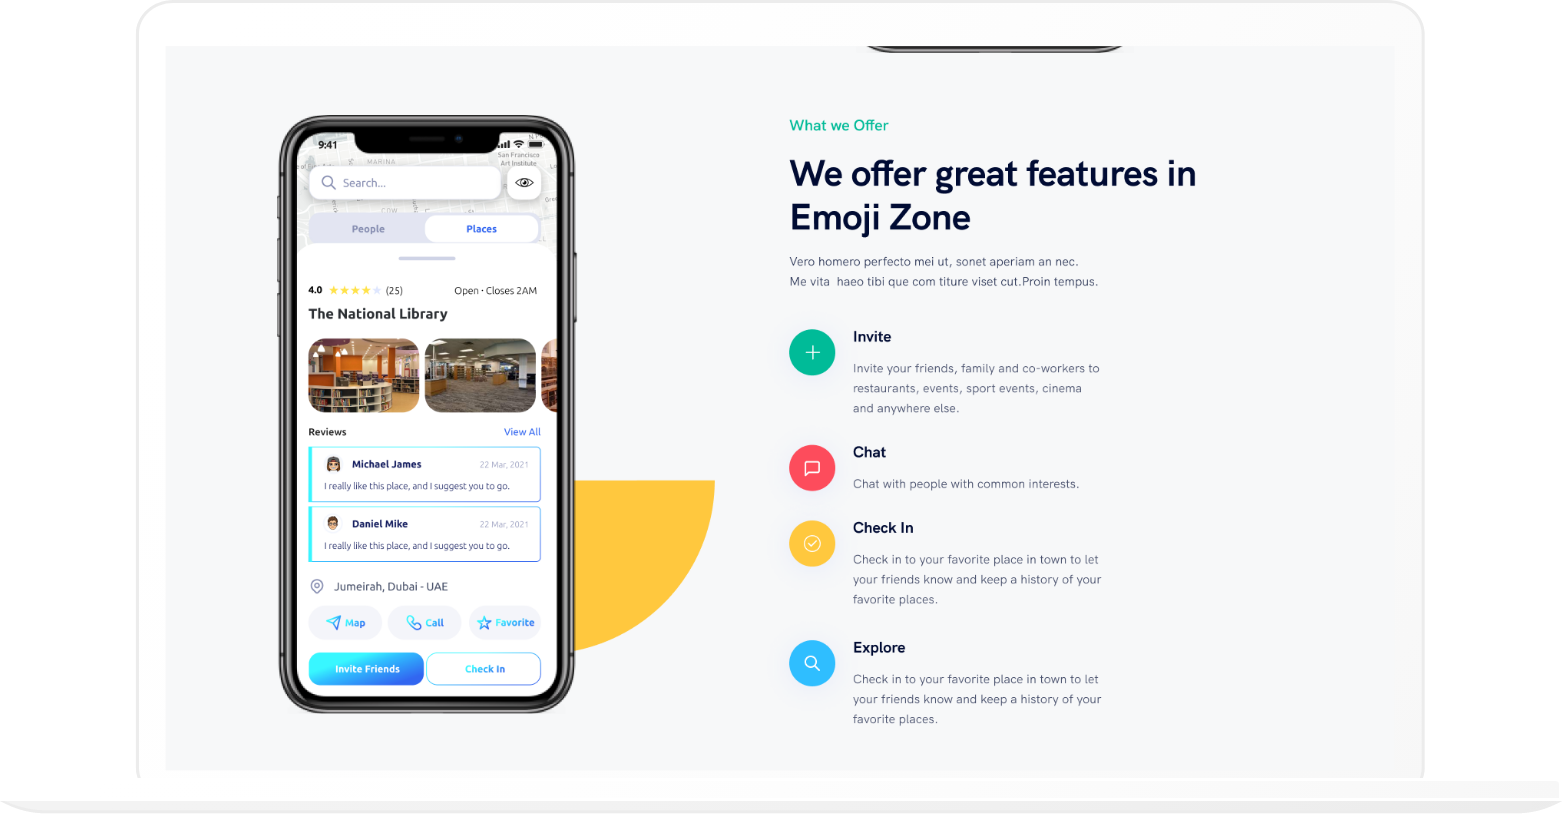 9:41
N.P
San Francisco
Art Institute
MARINA
Search...
COW
People
Places
4.0
(25)
Open · Closes 2AM
The National Library
Reviews
View All
Michael James
22 Mar, 2021
I really like this place, and I suggest you to go.
Daniel Mike
22 Mar, 2021
I really like this place, and I suggest you to go.
Jumeirah, Dubai - UAE
Map
Call
Favorite
Invite Friends
Check In
What we Offer
We offer great features in
Emoji Zone
Vero homero perfecto mei ut, sonet aperiam an nec.
Me vita haeo tibi que com titure viset cut.Proin tempus.
Invite
Invite your friends, family and co-workers to
restaurants, events, sport events, cinema
and anywhere else.
Chat
Chat with people with common interests.
Check In
Check in to your favorite place in town to let
your friends know and keep a history of your
favorite places.
Explore
Check in to your favorite place in town to let
your friends know and keep a history of your
favorite places.